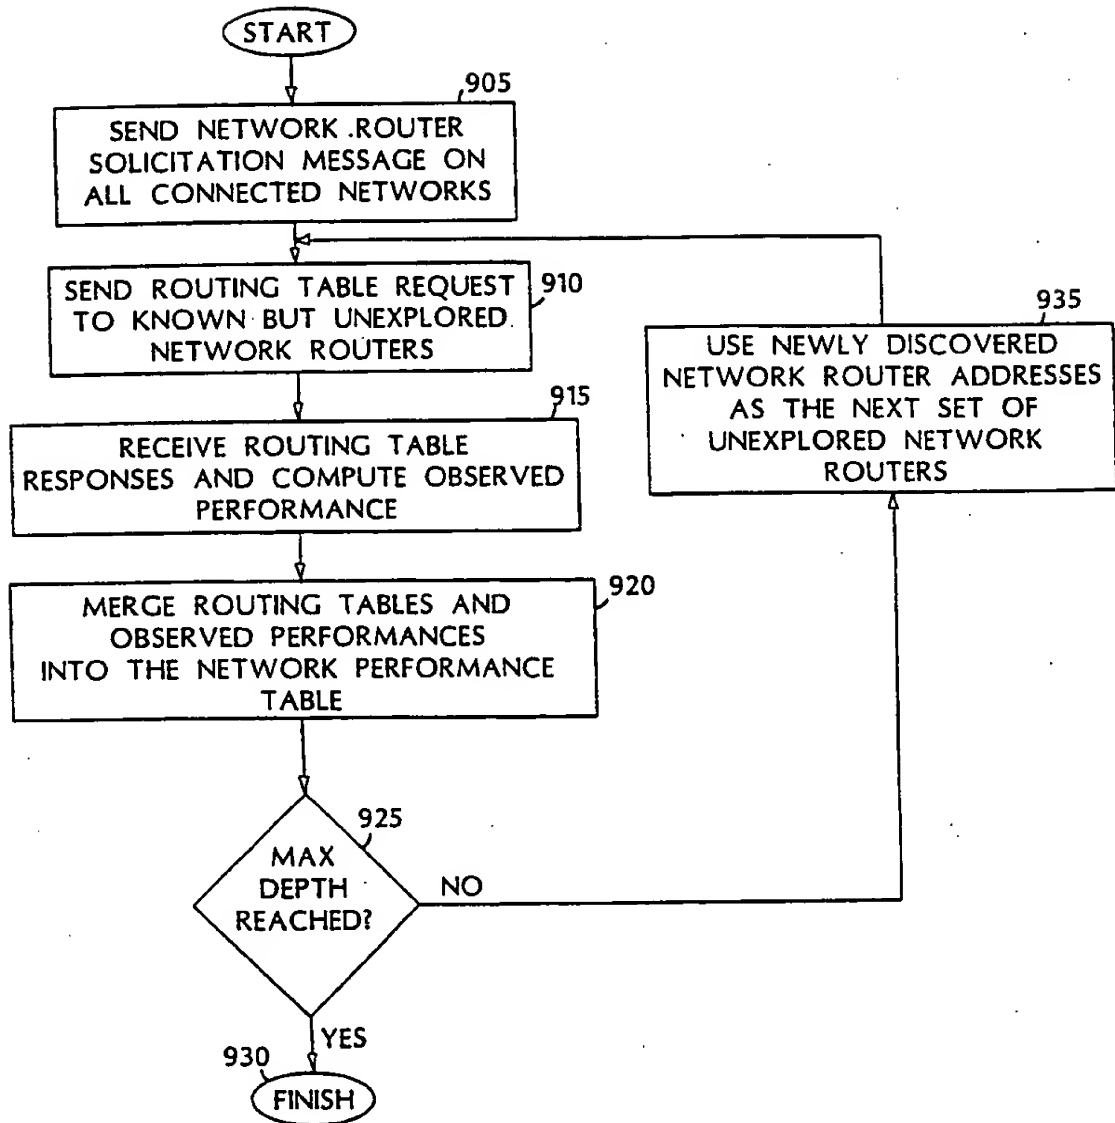 START
905
SEND NETWORK ROUTER
SOLICITATION MESSAGE ON
ALL CONNECTED NETWORKS
910
SEND ROUTING TABLE REQUEST
TO KNOWN BUT UNEXPLORED
NETWORK ROUTERS
935
USE NEWLY DISCOVERED
NETWORK ROUTER ADDRESSES
AS THE NEXT SET OF
UNEXPLORED NETWORK
ROUTERS
915
RECEIVE ROUTING TABLE
RESPONSES AND COMPUTE OBSERVED
PERFORMANCE
920
MERGE ROUTING TABLES AND
OBSERVED PERFORMANCES
INTO THE NETWORK PERFORMANCE
TABLE
925
MAX
DEPTH
REACHED?
NO
YES
930
FINISH